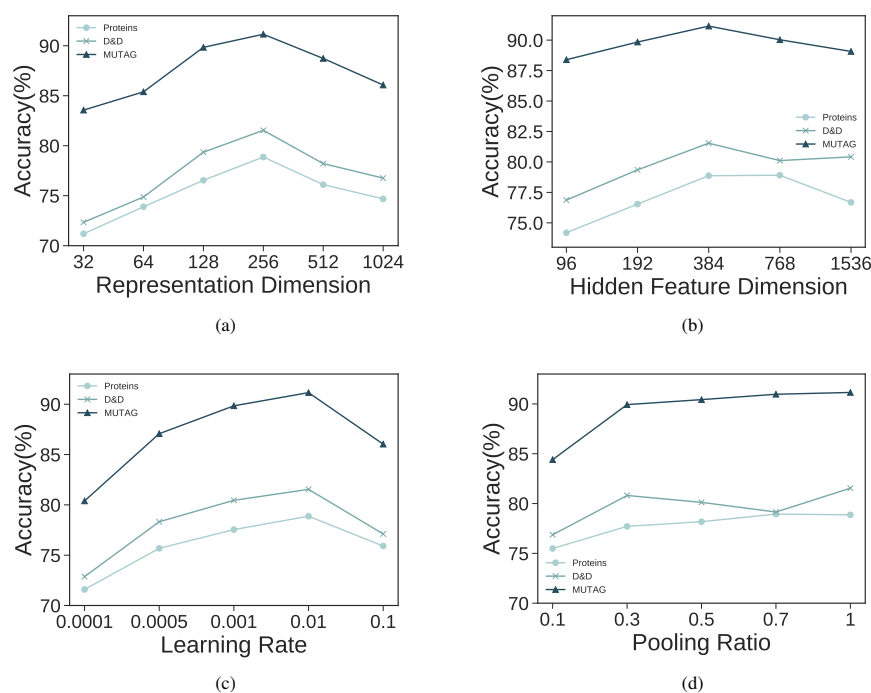 Proteins
D&D
MUTAG
90
85
80
75
70
Accuracy(%)
32 64 128 256 512 1024
Representation Dimension
(a)
90.0
87.5
85.0
82.5
80.0
77.5
75.0
Accuracy(%)
Proteins
D&D
MUTAG
96 192 384 768 1536
Hidden Feature Dimension
(b)
Proteins
D&D
MUTAG
90
85
80
75
70
Accuracy(%)
0.0001 0.0005 0.001 0.01 0.1
Learning Rate
(c)
90
85
80
75
70
Accuracy(%)
Proteins
D&D
MUTAG
0.1 0.3 0.5 0.7 1
Pooling Ratio
(d)